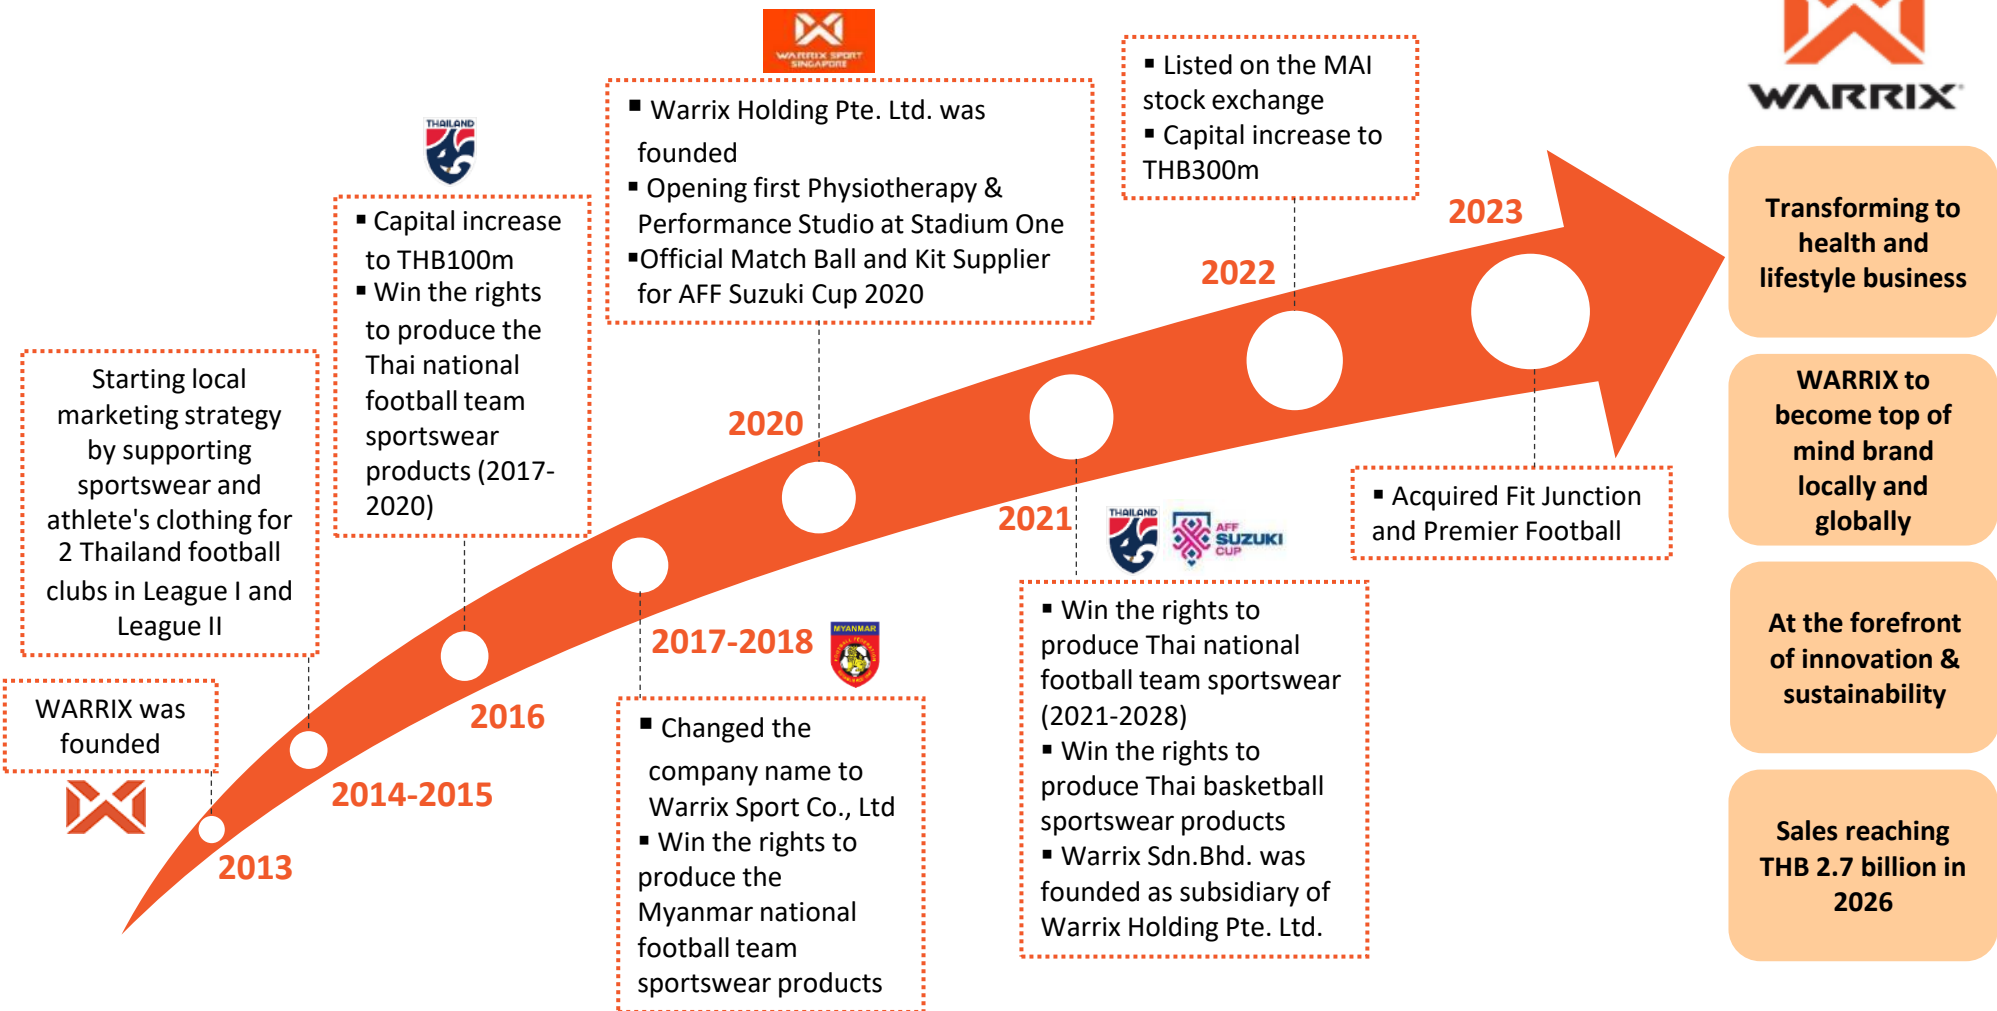 WARRIX was
founded
2013
Starting local
marketing strategy
by supporting
sportswear and
athlete's clothing for
2 Thailand football
clubs in League I and
League II
2014-2015
THAILAND
▪ Capital increase
to THB100m
▪ Win the rights
to produce the
Thai national
football team
sportswear
products (2017-
2020)
2016
2017-2018
MYANMAR
▪ Changed the
company name to
Warrix Sport Co., Ltd
▪ Win the rights to
produce the
Myanmar national
football team
sportswear products
WARRIX SPORT
SINGAPORE
▪ Warrix Holding Pte. Ltd. was
founded
▪ Opening first Physiotherapy &
Performance Studio at Stadium One
▪Official Match Ball and Kit Supplier
for AFF Suzuki Cup 2020
2020
2021
THAILAND
AFF
SUZUKI
CUP
▪ Win the rights to
produce Thai national
football team sportswear
(2021-2028)
▪ Win the rights to
produce Thai basketball
sportswear products
▪ Warrix Sdn.Bhd. was
founded as subsidiary of
Warrix Holding Pte. Ltd.
▪ Listed on the MAI
stock exchange
▪ Capital increase to
THB300m
2022
2023
▪ Acquired Fit Junction
and Premier Football
WARRIX
Transforming to
health and
lifestyle business
WARRIX to
become top of
mind brand
locally and
globally
At the forefront
of innovation &
sustainability
Sales reaching
THB 2.7 billion in
2026